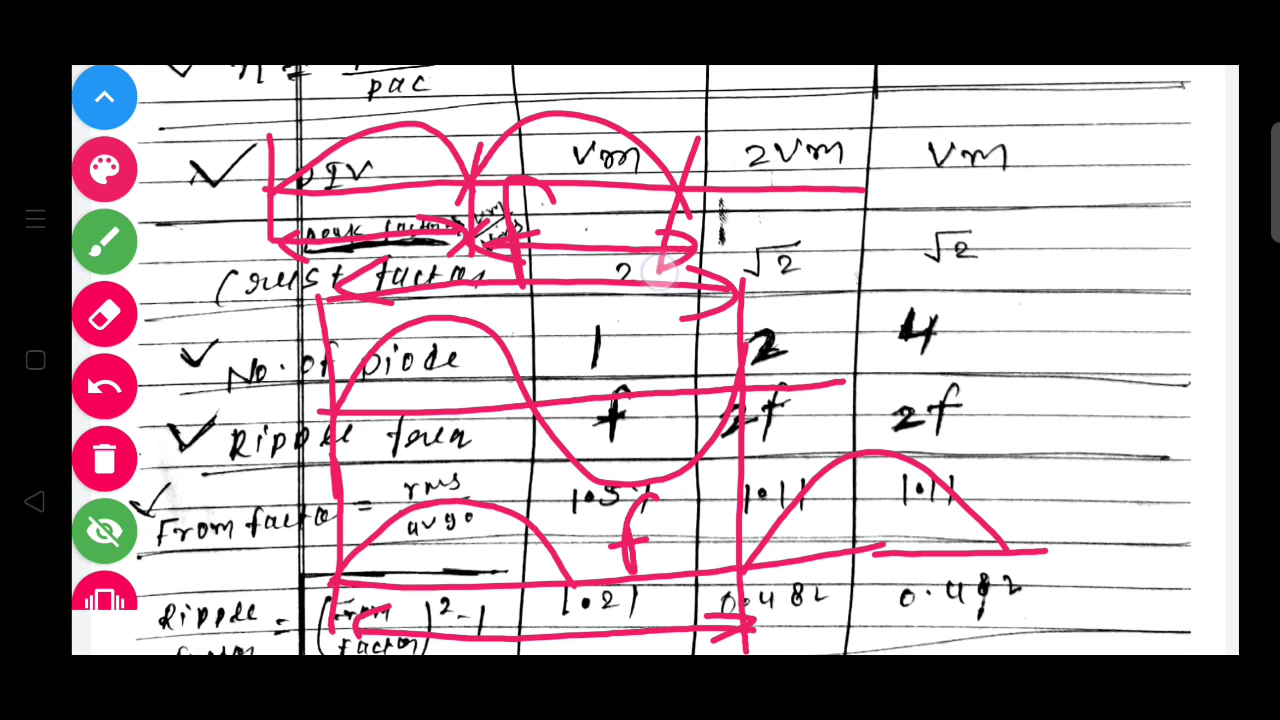 η = pac
PIV Vm 2Vm Vm
peak factor Vm
Crest factor 2 √2 √2
No. of Diode 1 2 4
Ripple freq f 2f 2f
From factor = rms / avgo 1.57 1.11 1.11
f
Ripple = (From factor)² - 1 1.21 0.482 0.482